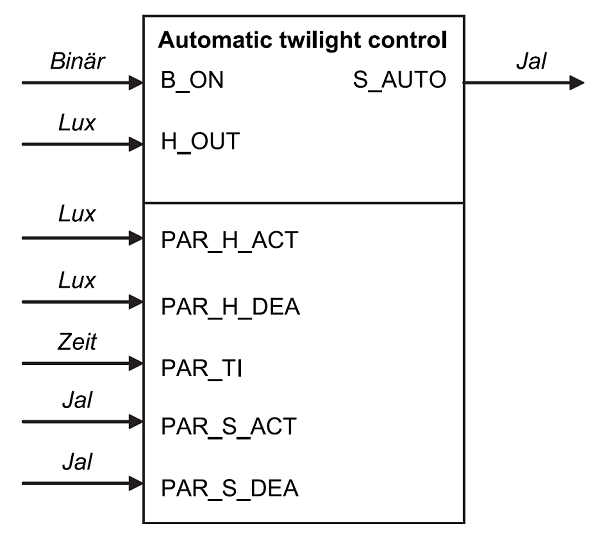 Automatic twilight control
Binär B_ON S_AUTO Jal
Lux H_OUT
Lux PAR_H_ACT
Lux PAR_H_DEA
Zeit PAR_TI
Jal PAR_S_ACT
Jal PAR_S_DEA